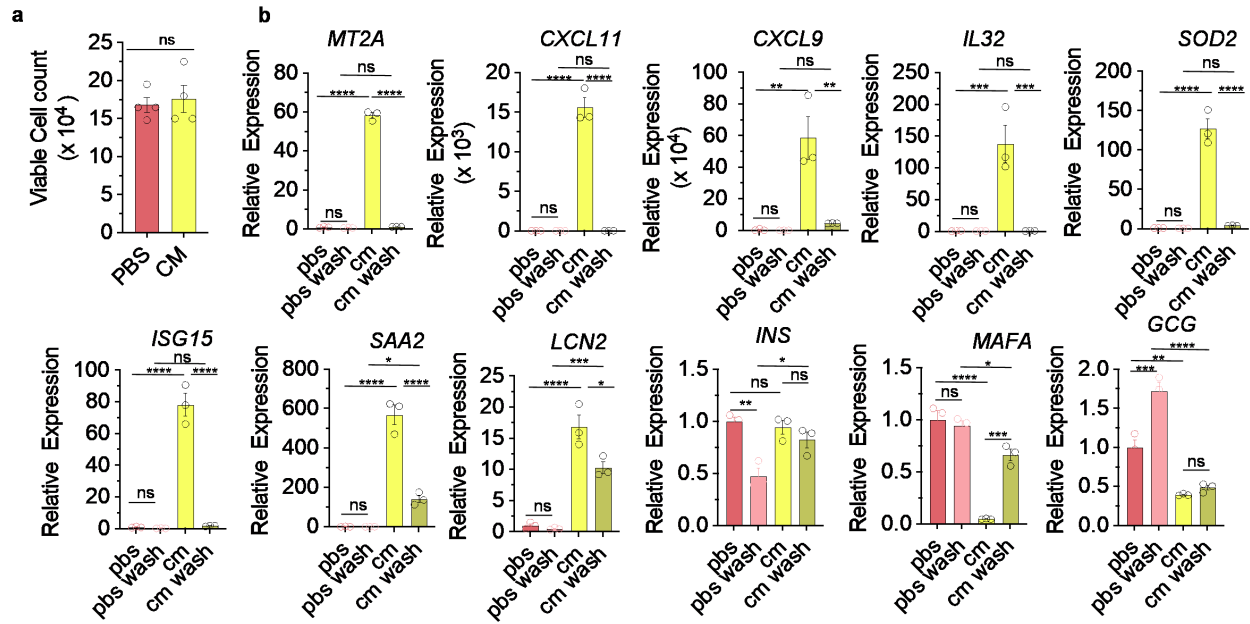 a
b
ns
Viable Cell count
(x 10⁴)
25
20
15
10
5
0
PBS
CM
MT2A
ns
**** ****
ns
Relative Expression
80
60
40
20
0
pbs
pbs wash
cm
cm wash
CXCL11
ns
**** ****
ns
Relative Expression
(x 10³)
20
15
10
5
0
pbs
pbs wash
cm
cm wash
CXCL9
ns
** **
ns
Relative Expression
(x 10⁴)
100
80
60
40
20
0
pbs
pbs wash
cm
cm wash
IL32
ns
*** ***
ns
Relative Expression
250
200
150
100
50
0
pbs
pbs wash
cm
cm wash
SOD2
ns
**** ****
ns
Relative Expression
200
150
100
50
0
pbs
pbs wash
cm
cm wash
ISG15
ns
**** ****
ns
Relative Expression
100
80
60
40
20
0
pbs
pbs wash
cm
cm wash
SAA2
*
**** ****
ns
Relative Expression
800
600
400
200
0
pbs
pbs wash
cm
cm wash
LCN2
***
**** *
ns
Relative Expression
25
20
15
10
5
0
pbs
pbs wash
cm
cm wash
INS
*
ns ns
**
Relative Expression
1.5
1.0
0.5
0.0
pbs
pbs wash
cm
cm wash
MAFA
*
****
ns
***
Relative Expression
1.5
1.0
0.5
0.0
pbs
pbs wash
cm
cm wash
GCG
****
**
***
ns
Relative Expression
2.0
1.5
1.0
0.5
0.0
pbs
pbs wash
cm
cm wash